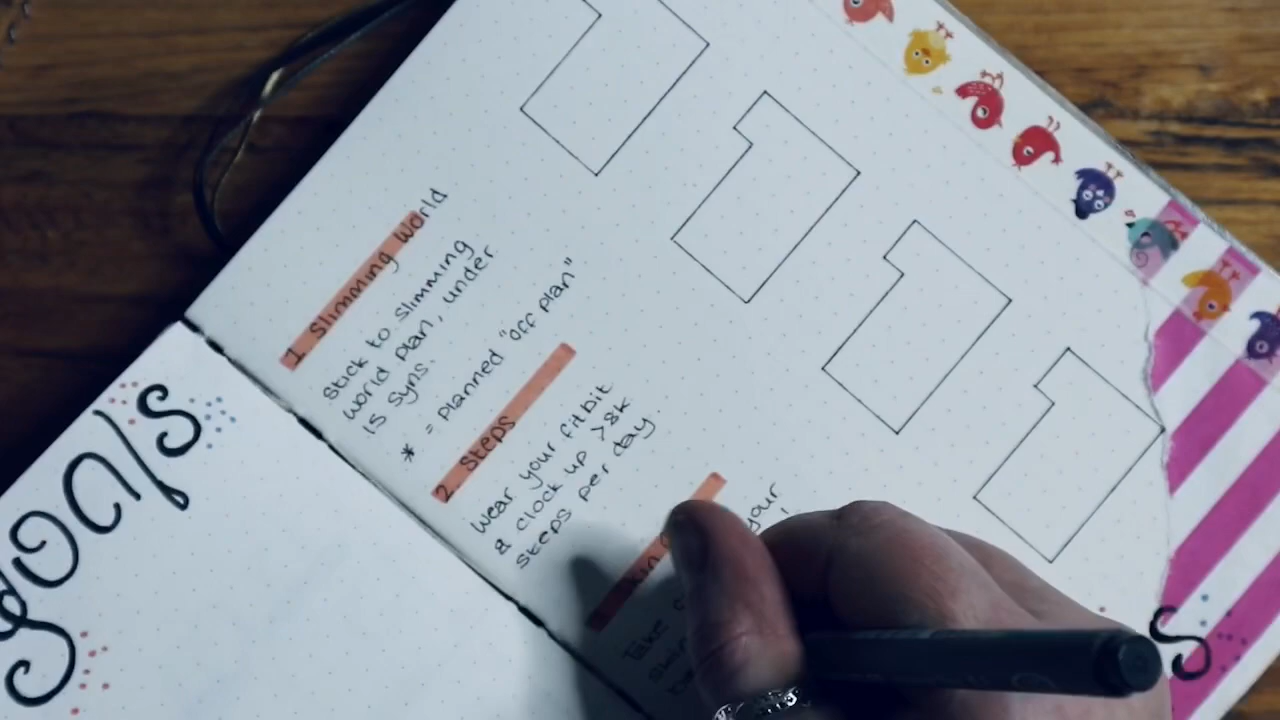 goals
1 Slimming World
Stick to Slimming
World plan, under
15 syns.
* = planned "off plan"
2 Steps
Wear your fitbit
& clock up >8k
steps per day.
your
Take
s